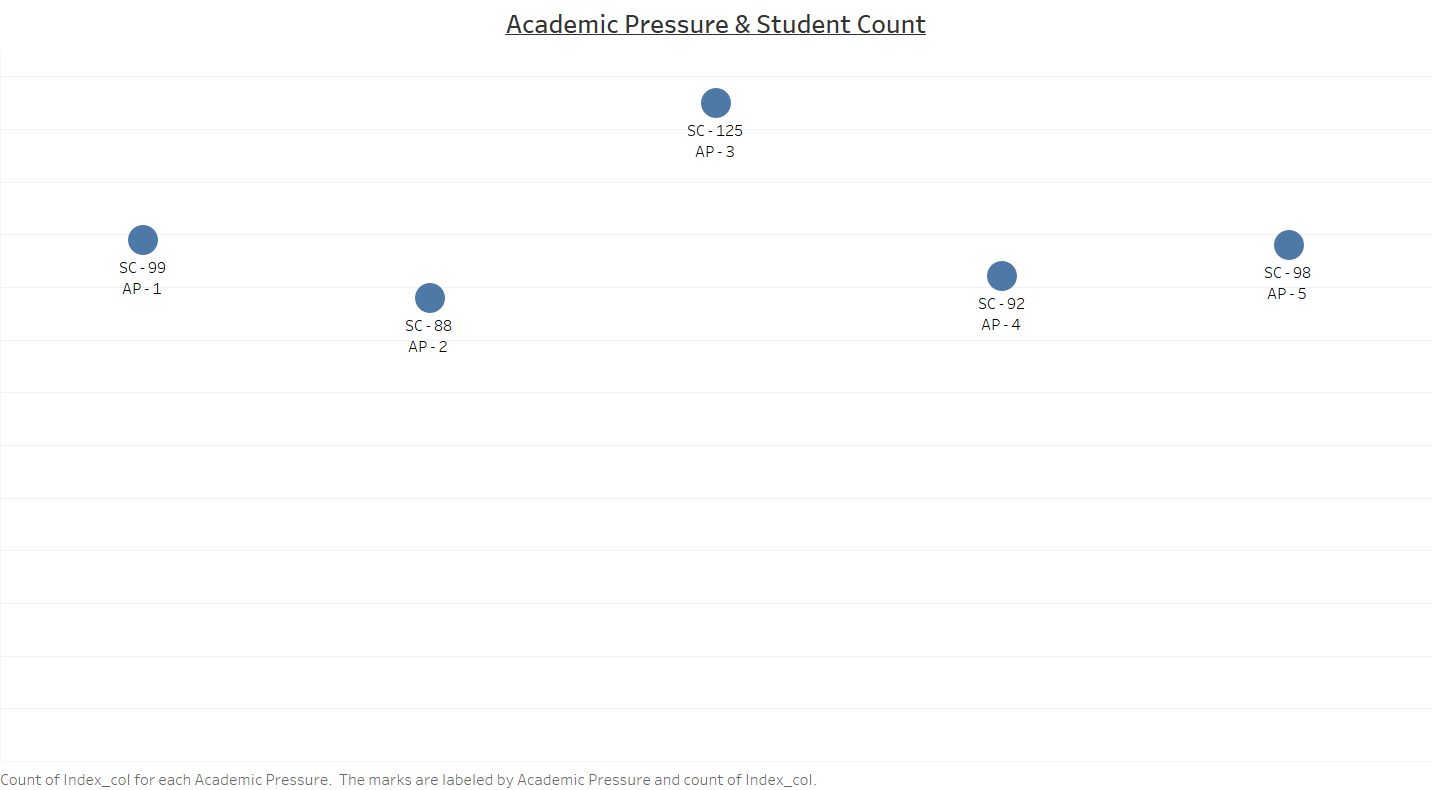 Academic Pressure & Student Count
SC - 125
AP - 3
SC - 99
AP - 1
SC - 88
AP - 2
SC - 92
AP - 4
SC - 98
AP - 5
Count of Index_col for each Academic Pressure.  The marks are labeled by Academic Pressure and count of Index_col.